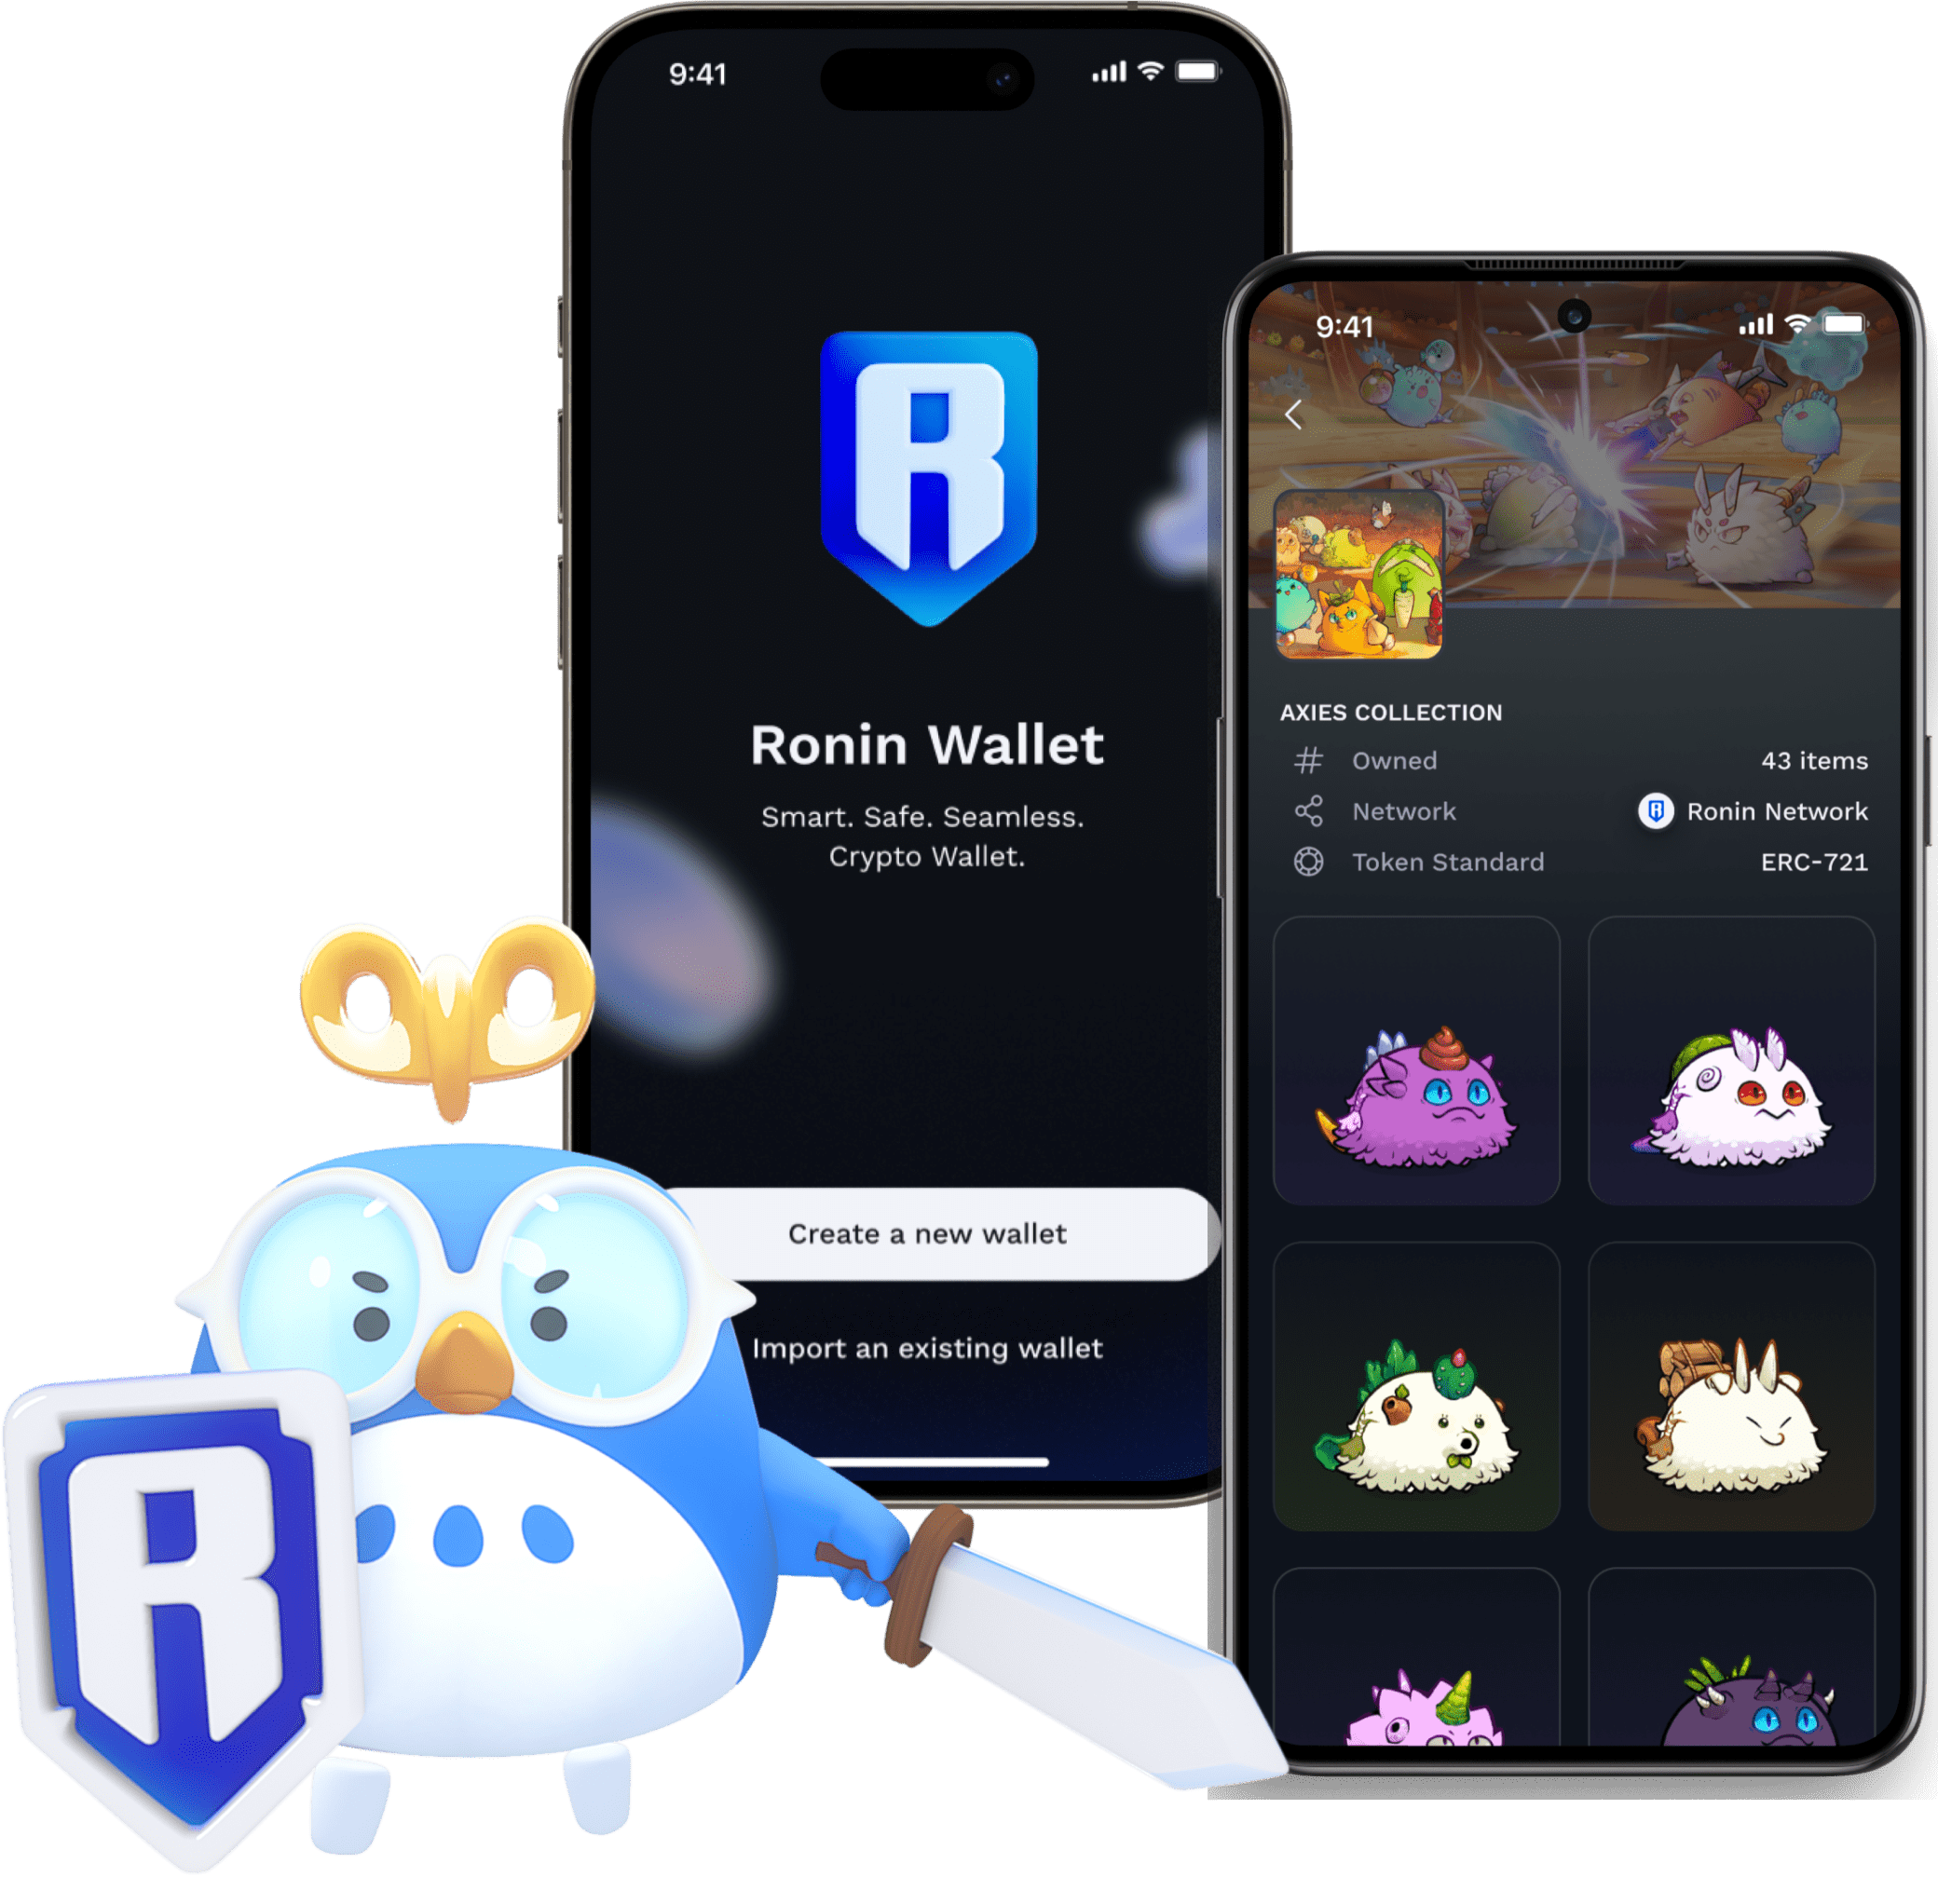 9:41
R
Ronin Wallet
Smart. Safe. Seamless.
Crypto Wallet.
Create a new wallet
Import an existing wallet
9:41
AXIES COLLECTION
# Owned 43 items
Network Ronin Network
Token Standard ERC-721
R